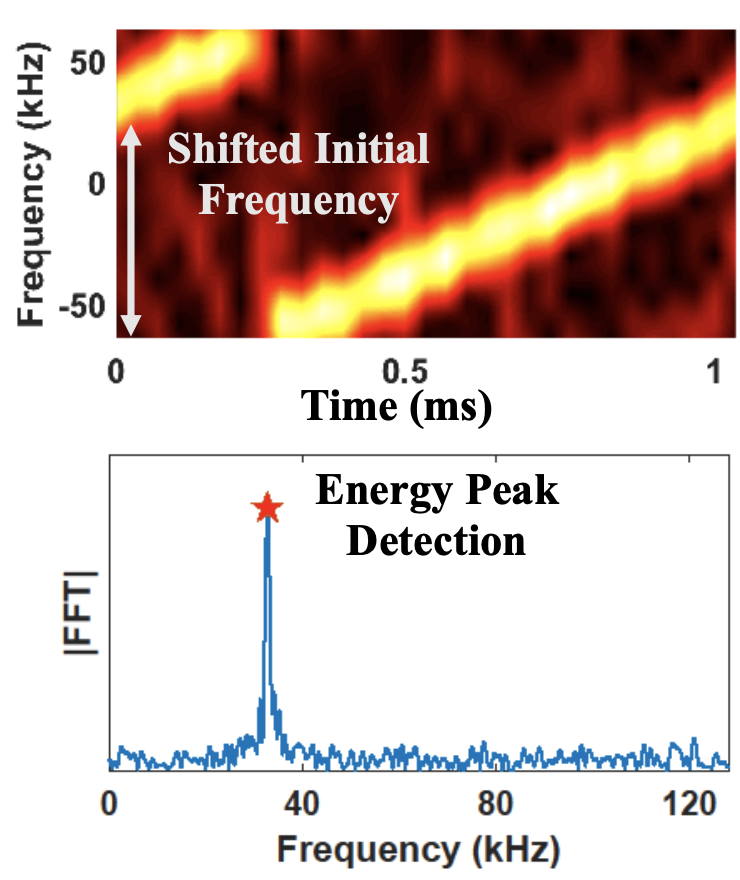 Frequency (kHz)
50
0
-50
Shifted Initial
Frequency
0
0.5
1
Time (ms)
|FFT|
Energy Peak
Detection
0
40
80
120
Frequency (kHz)